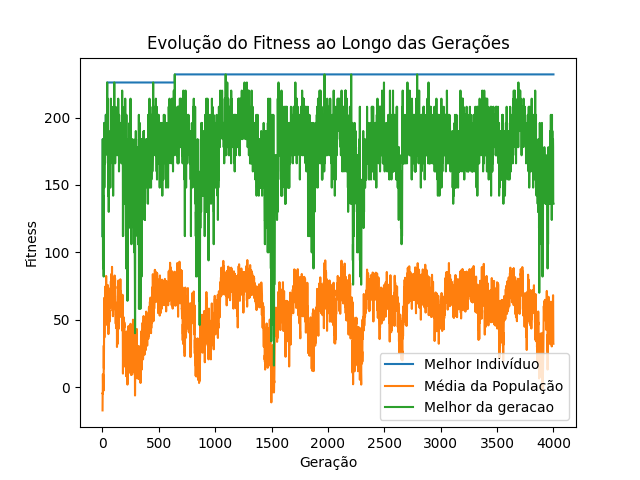 Evolução do Fitness ao Longo das Gerações
Fitness
200
150
100
50
0
0 500 1000 1500 2000 2500 3000 3500 4000
Geração
Melhor Indivíduo
Média da População
Melhor da geracao